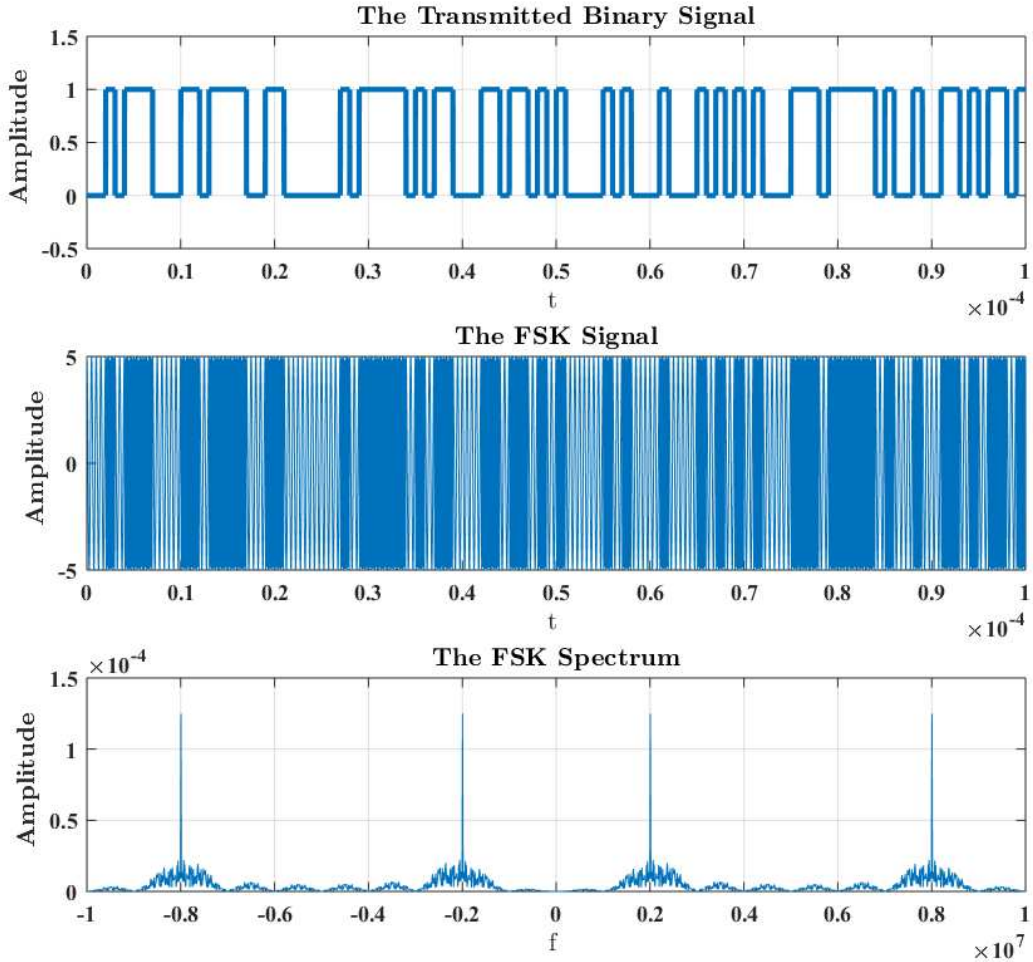 The Transmitted Binary Signal
1.5
1
0.5
0
-0.5
Amplitude
0 0.1 0.2 0.3 0.4 0.5 0.6 0.7 0.8 0.9 1
t
×10⁻⁴
The FSK Signal
5
0
-5
Amplitude
0 0.1 0.2 0.3 0.4 0.5 0.6 0.7 0.8 0.9 1
t
×10⁻⁴
×10⁻⁴
The FSK Spectrum
1.5
1
0.5
0
Amplitude
-1 -0.8 -0.6 -0.4 -0.2 0 0.2 0.4 0.6 0.8 1
f
×10⁷